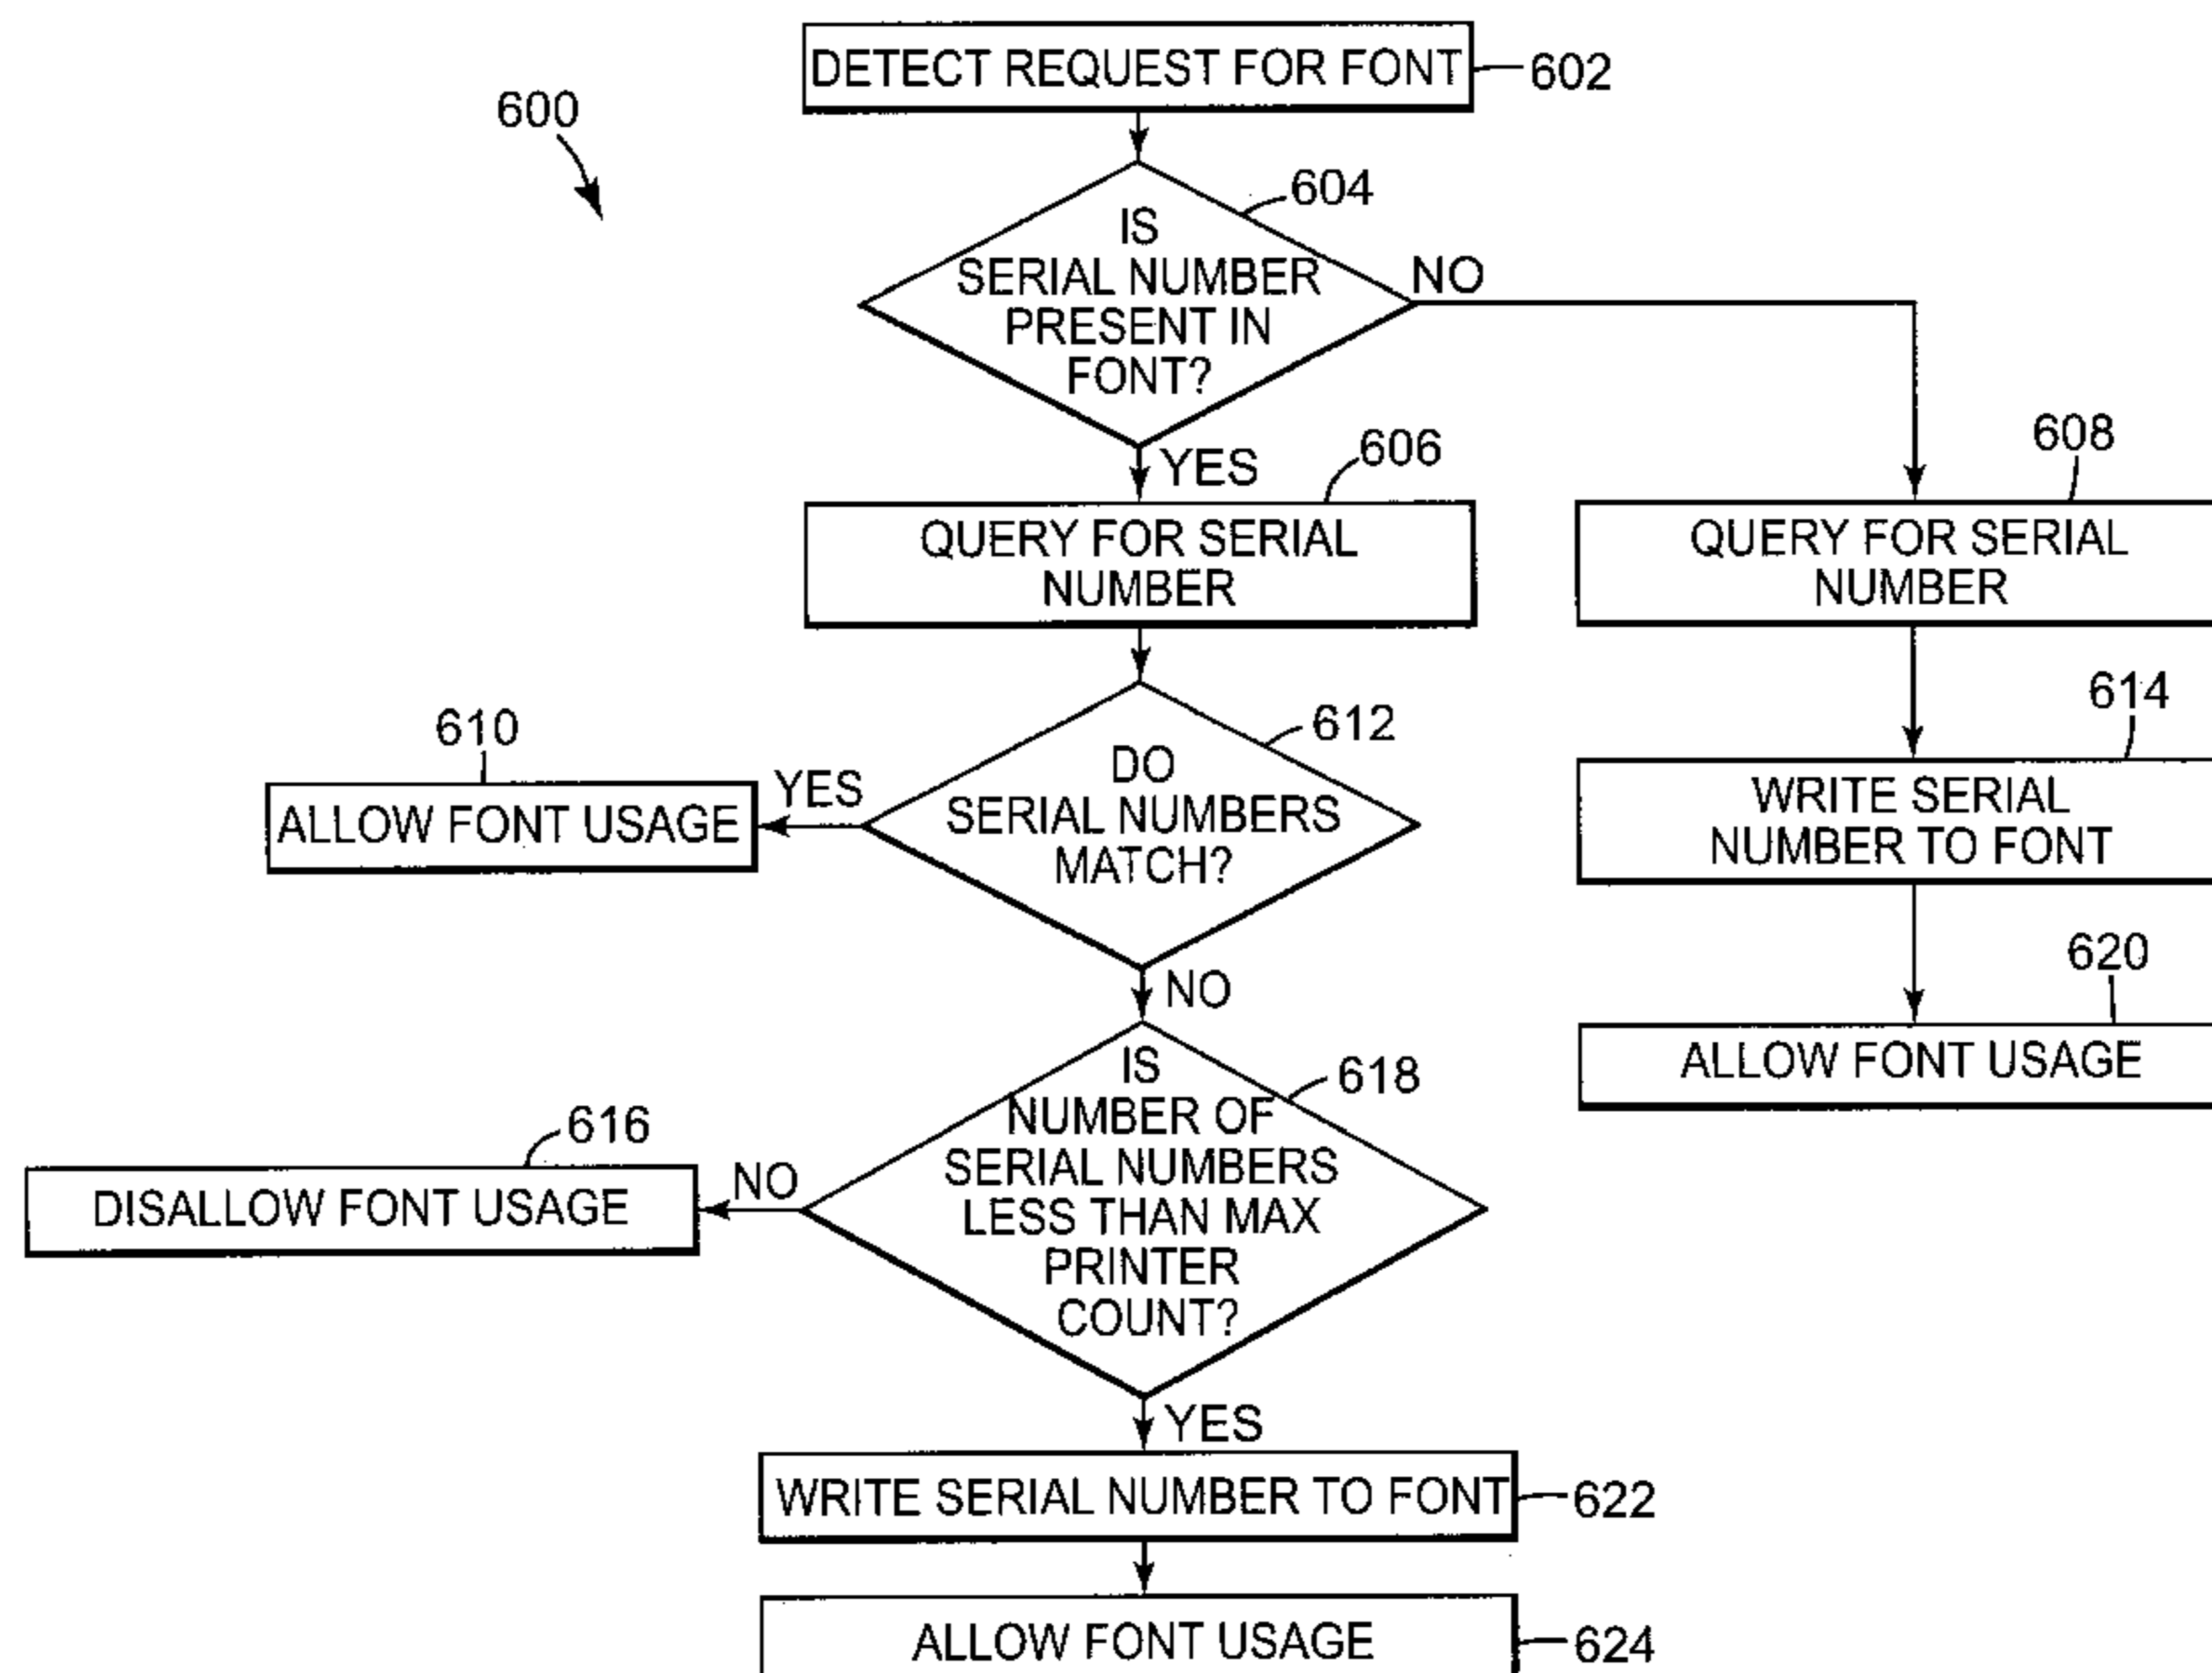 DETECT REQUEST FOR FONT
602
600
604
IS
SERIAL NUMBER
PRESENT IN
FONT?
NO
YES
606
QUERY FOR SERIAL
NUMBER
608
QUERY FOR SERIAL
NUMBER
610
ALLOW FONT USAGE
YES
612
DO
SERIAL NUMBERS
MATCH?
614
WRITE SERIAL
NUMBER TO FONT
NO
620
ALLOW FONT USAGE
616
DISALLOW FONT USAGE
NO
618
IS
NUMBER OF
SERIAL NUMBERS
LESS THAN MAX
PRINTER
COUNT?
YES
WRITE SERIAL NUMBER TO FONT
622
ALLOW FONT USAGE
624